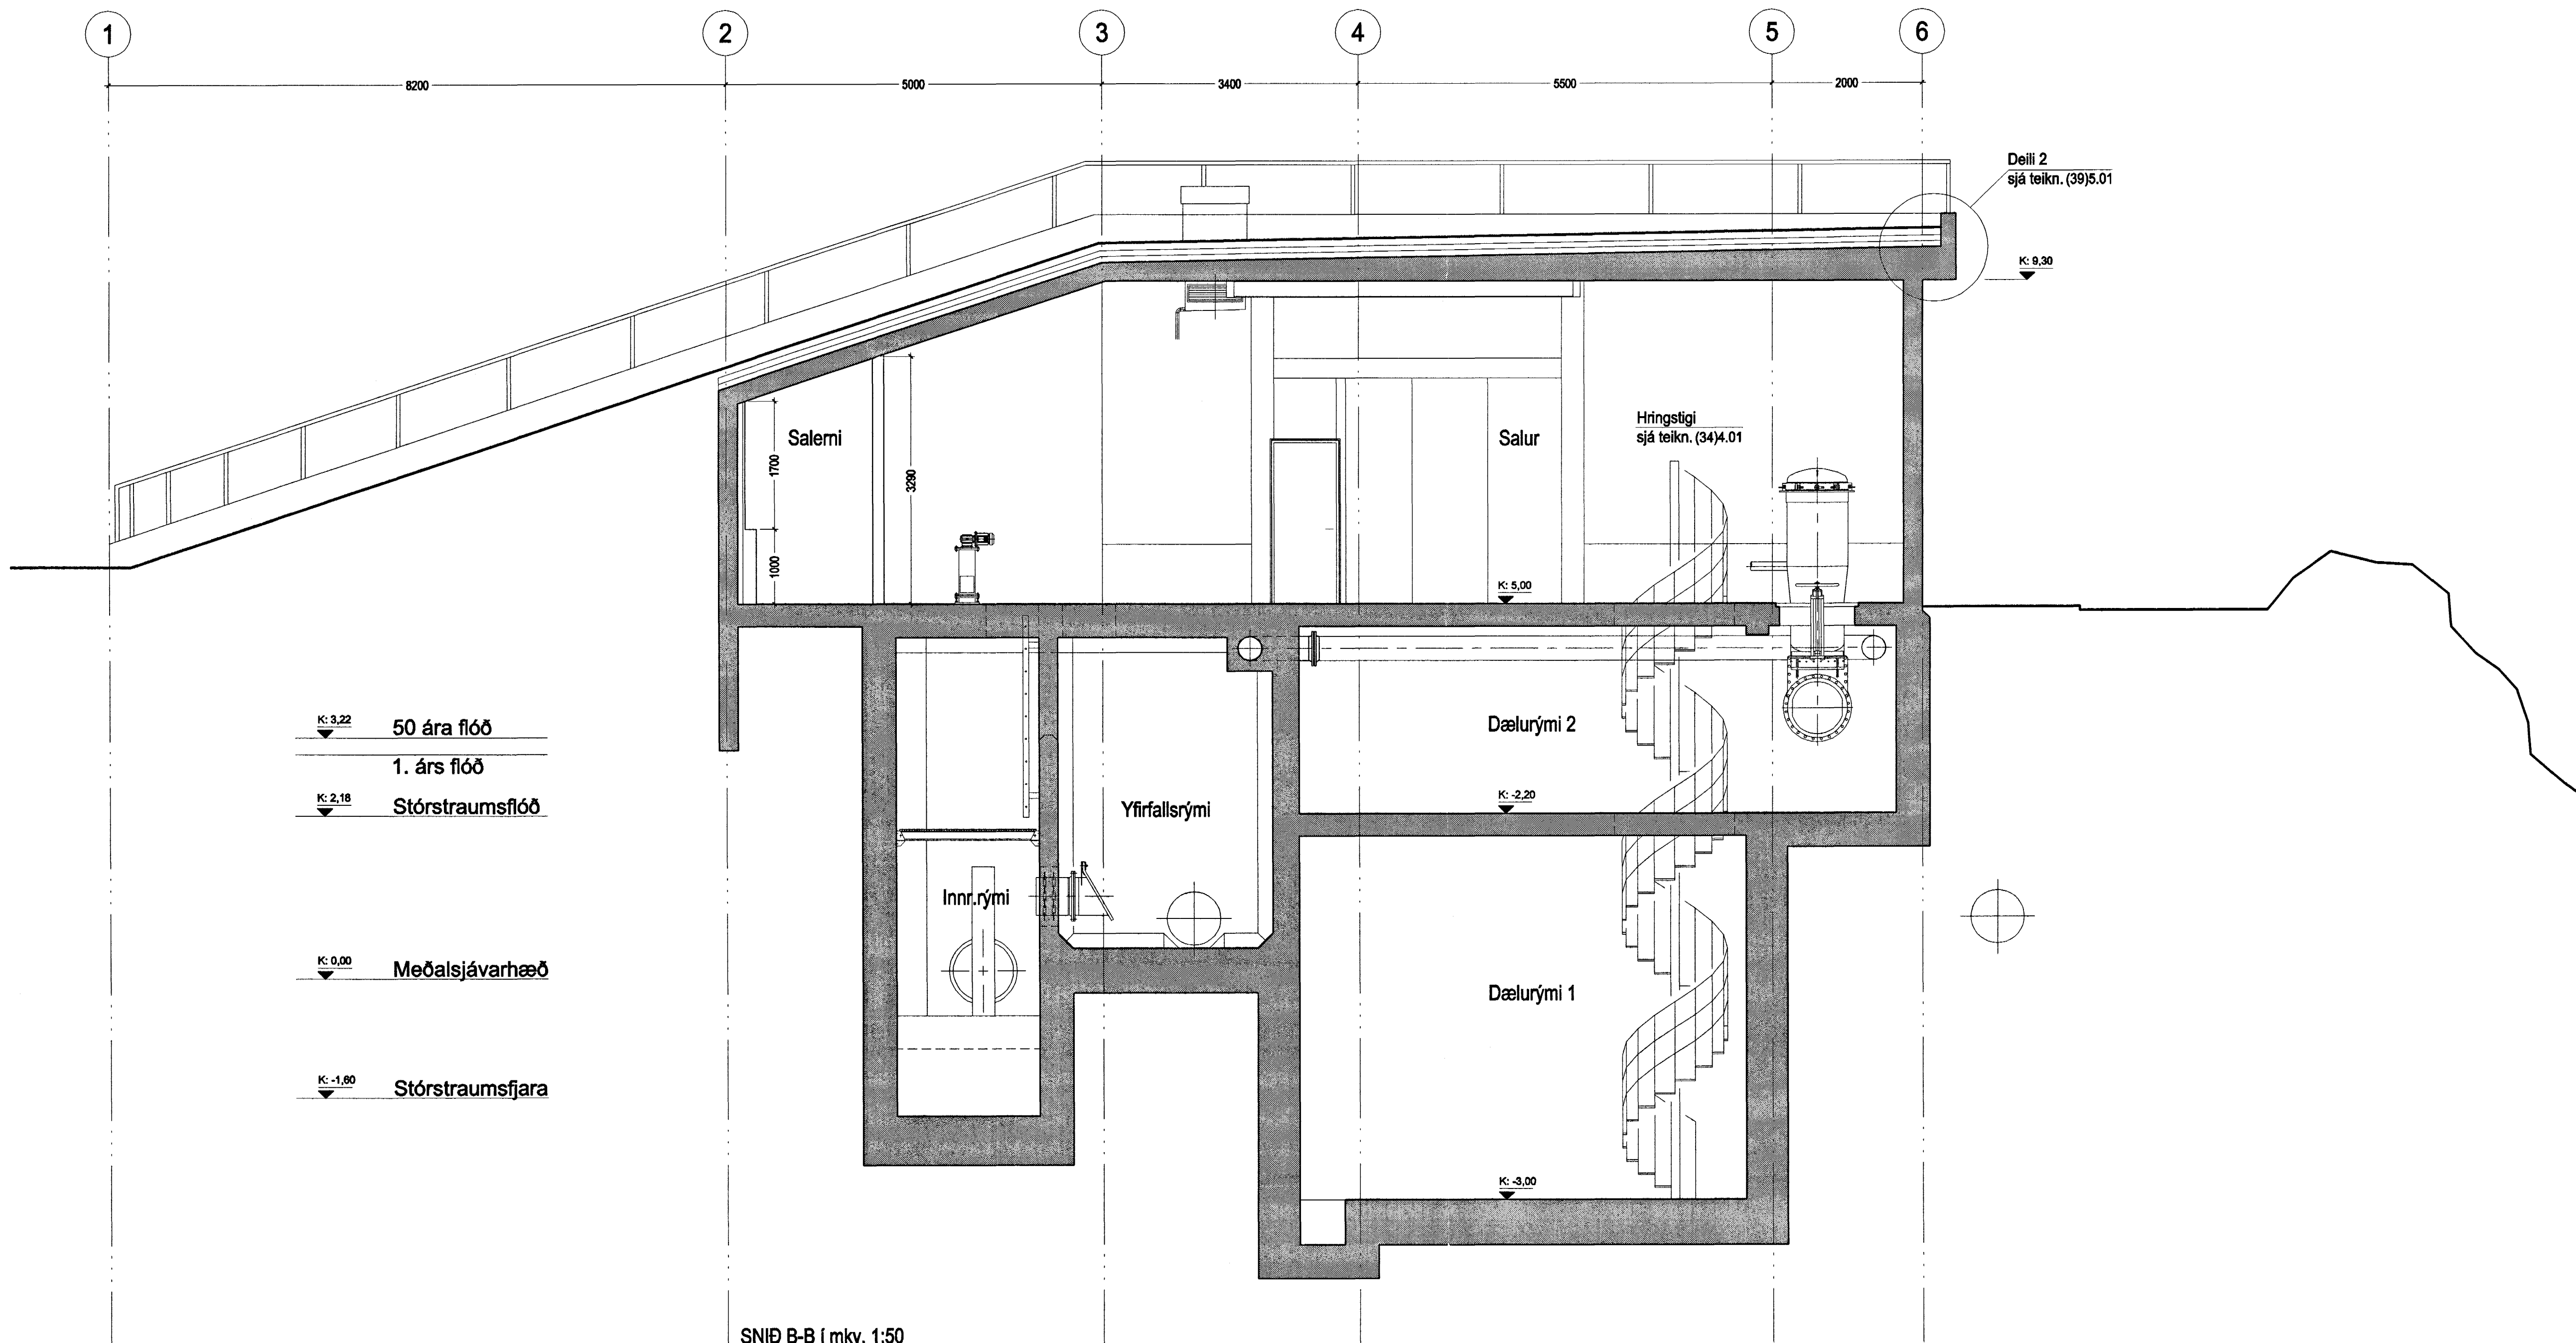 1 2 3 4 5 6
8200 5000 3400 5500 2000
Deili 2
sjá teikn. (39)5.01
K: 9,30
Salerni
1700
3290
1000
Salur
Hringstigi
sjá teikn. (34)4.01
K: 5,00
K: 3,22 50 ára flóð
1. árs flóð
K: 2,18 Stórstraumsflóð
Dælurými 2
K: -2,20
Yfirfallsrými
Innr.rými
K: 0,00 Meðalsjávarhæð
Dælurými 1
K: -1,60 Stórstraumsfjara
K: -3,00
SNIÐ B-B í mkv. 1:50